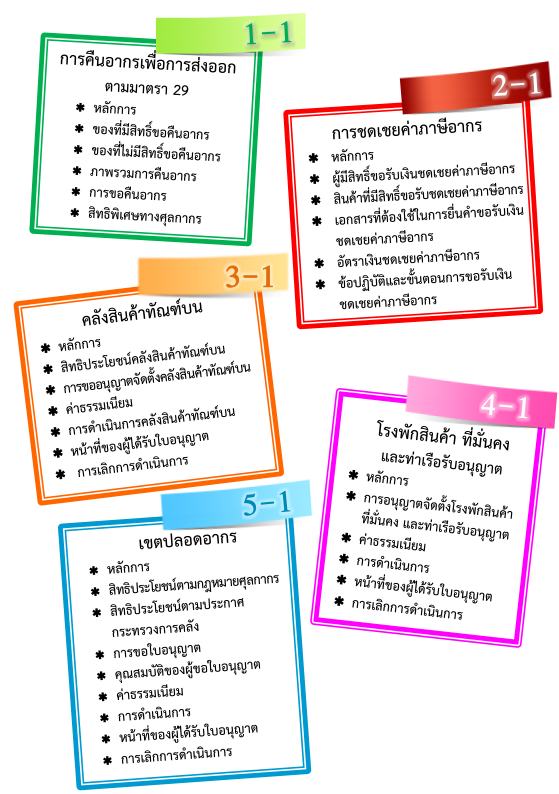 1-1
การคืนอากรเพื่อการส่งออก
ตามมาตรา 29
✱ หลักการ
✱ ของที่มีสิทธิ์ขอคืนอากร
✱ ของที่ไม่มีสิทธิ์ขอคืนอากร
✱ ภาพรวมการคืนอากร
✱ การขอคืนอากร
✱ สิทธิพิเศษทางศุลกากร
2-1
การชดเชยค่าภาษีอากร
✱ หลักการ
✱ ผู้มีสิทธิ์ขอรับเงินชดเชยค่าภาษีอากร
✱ สินค้าที่มีสิทธิ์ขอรับชดเชยค่าภาษีอากร
✱ เอกสารที่ต้องใช้ในการยื่นคำขอรับเงิน
ชดเชยค่าภาษีอากร
✱ อัตราเงินชดเชยค่าภาษีอากร
✱ ข้อปฏิบัติและขั้นตอนการขอรับเงิน
ชดเชยค่าภาษีอากร
3-1
คลังสินค้าทัณฑ์บน
✱ หลักการ
✱ สิทธิประโยชน์คลังสินค้าทัณฑ์บน
✱ การขออนุญาตจัดตั้งคลังสินค้าทัณฑ์บน
✱ ค่าธรรมเนียม
✱ การดำเนินการคลังสินค้าทัณฑ์บน
✱ หน้าที่ของผู้ได้รับใบอนุญาต
✱ การเลิกการดำเนินการ
4-1
โรงพักสินค้า ที่มั่นคง
และท่าเรือรับอนุญาต
✱ หลักการ
✱ การอนุญาตจัดตั้งโรงพักสินค้า
ที่มั่นคง และท่าเรือรับอนุญาต
✱ ค่าธรรมเนียม
✱ การดำเนินการ
✱ หน้าที่ของผู้ได้รับใบอนุญาต
✱ การเลิกการดำเนินการ
5-1
เขตปลอดอากร
✱ หลักการ
✱ สิทธิประโยชน์ตามกฎหมายศุลกากร
✱ สิทธิประโยชน์ตามประกาศ
กระทรวงการคลัง
✱ การขอใบอนุญาต
✱ คุณสมบัติของผู้ขอใบอนุญาต
✱ ค่าธรรมเนียม
✱ การดำเนินการ
✱ หน้าที่ของผู้ได้รับใบอนุญาต
✱ การเลิกการดำเนินการ